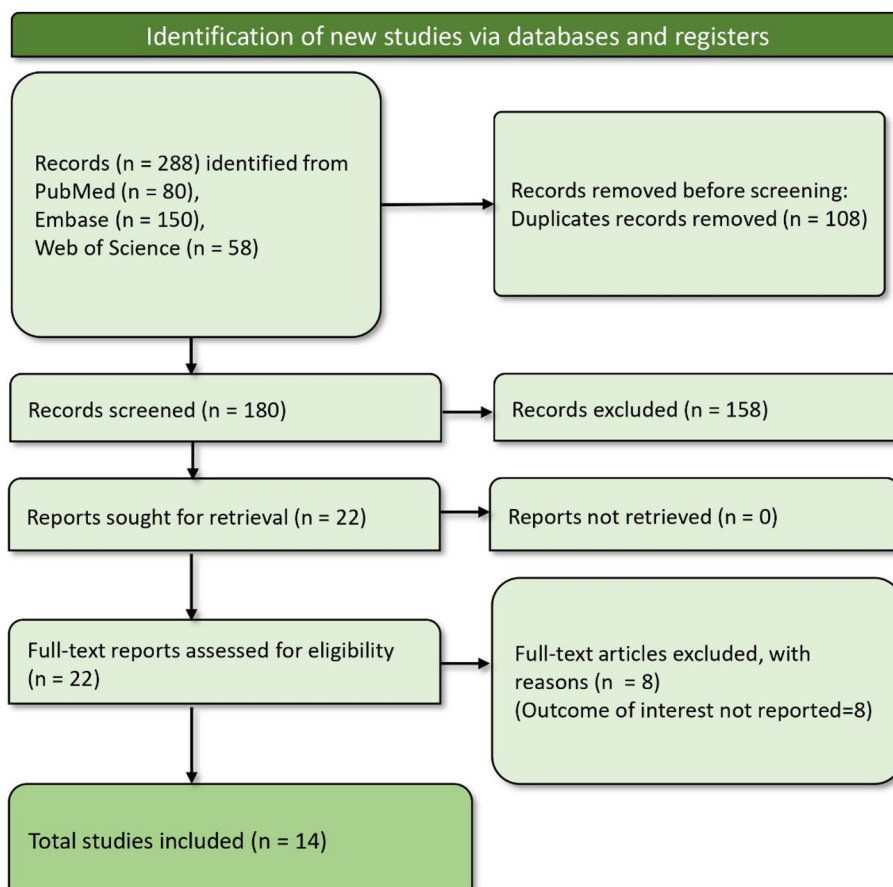 Identification of new studies via databases and registers
Records (n = 288) identified from
PubMed (n = 80),
Embase (n = 150),
Web of Science (n = 58)
Records removed before screening:
Duplicates records removed (n = 108)
Records screened (n = 180)
Records excluded (n = 158)
Reports sought for retrieval (n = 22)
Reports not retrieved (n = 0)
Full-text reports assessed for eligibility
(n = 22)
Full-text articles excluded, with
reasons (n  = 8)
(Outcome of interest not reported=8)
Total studies included (n = 14)